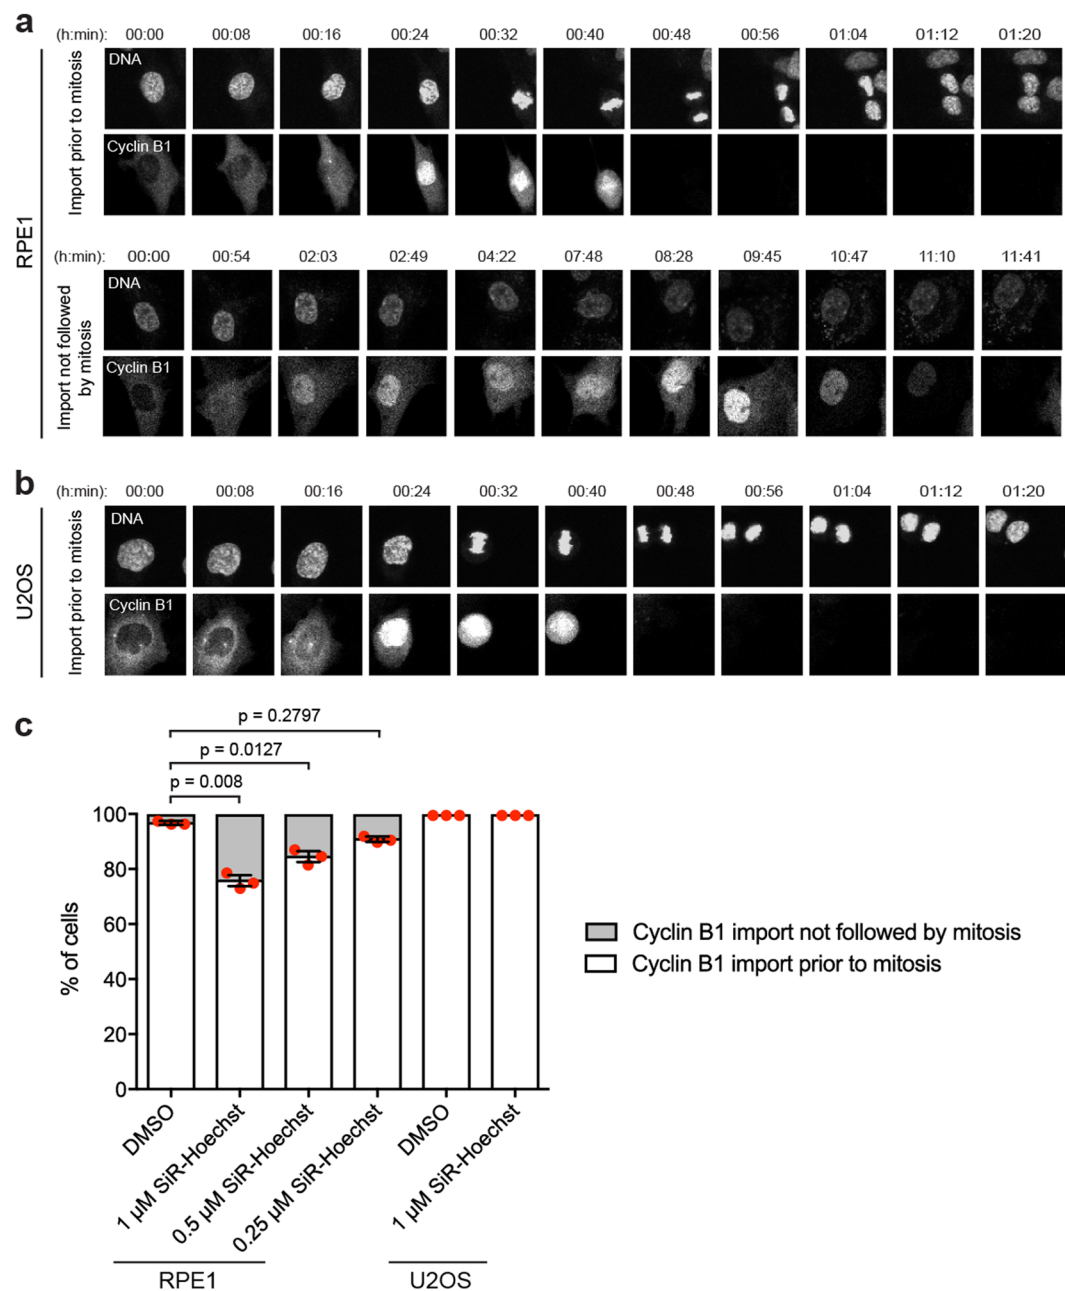 a
(h:min): 00:00 00:08 00:16 00:24 00:32 00:40 00:48 00:56 01:04 01:12 01:20
RPE1
Import prior to mitosis
DNA
Cyclin B1
(h:min): 00:00 00:54 02:03 02:49 04:22 07:48 08:28 09:45 10:47 11:10 11:41
Import not followed
by mitosis
DNA
Cyclin B1
b
(h:min): 00:00 00:08 00:16 00:24 00:32 00:40 00:48 00:56 01:04 01:12 01:20
U2OS
Import prior to mitosis
DNA
Cyclin B1
c
p = 0.2797
p = 0.0127
p = 0.008
% of cells
100
80
60
40
20
0
Cyclin B1 import not followed by mitosis
Cyclin B1 import prior to mitosis
DMSO
1 µM SiR-Hoechst
0.5 µM SiR-Hoechst
0.25 µM SiR-Hoechst
DMSO
1 µM SiR-Hoechst
RPE1
U2OS